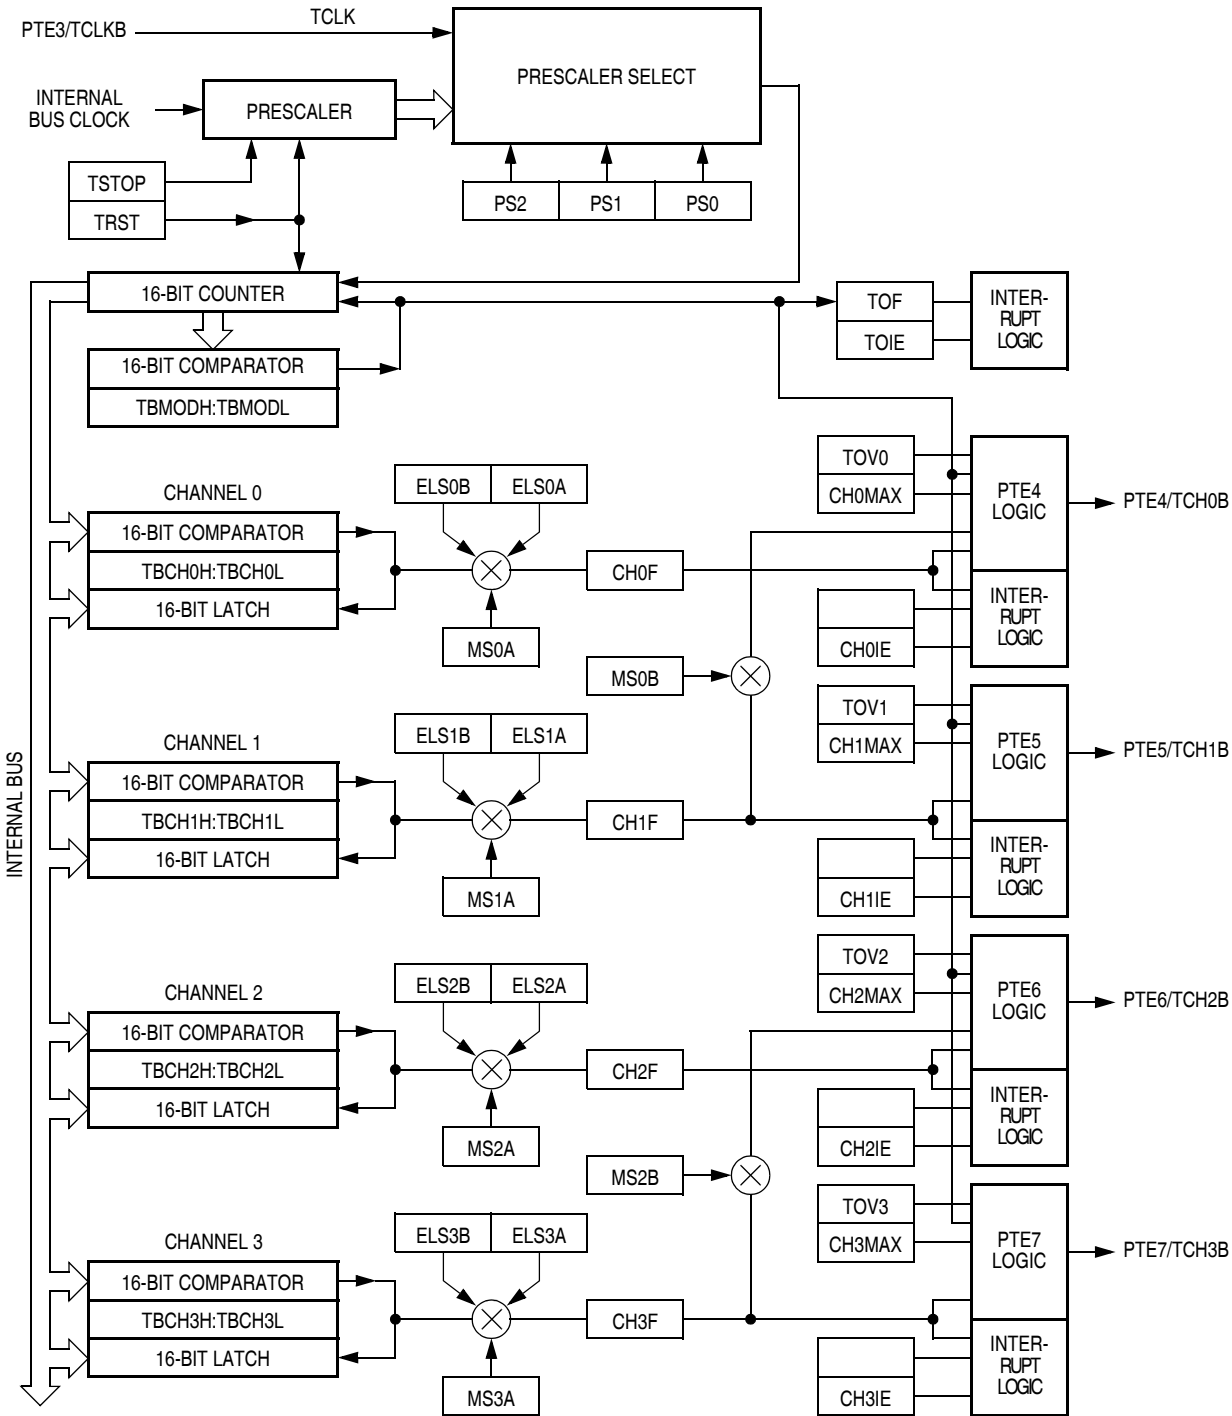 TCLK
PTE3/TCLKB
PRESCALER SELECT
INTERNAL
BUS CLOCK
PRESCALER
TSTOP
TRST
PS2
PS1
PS0
16-BIT COUNTER
TOF
TOIE
INTER-
RUPT
LOGIC
16-BIT COMPARATOR
TBMODH:TBMODL
CHANNEL 0
16-BIT COMPARATOR
TBCH0H:TBCH0L
16-BIT LATCH
ELS0B
ELS0A
MS0A
CH0F
MS0B
TOV0
CH0MAX
CH0IE
PTE4
LOGIC
INTER-
RUPT
LOGIC
PTE4/TCH0B
CHANNEL 1
16-BIT COMPARATOR
TBCH1H:TBCH1L
16-BIT LATCH
ELS1B
ELS1A
MS1A
CH1F
TOV1
CH1MAX
CH1IE
PTE5
LOGIC
INTER-
RUPT
LOGIC
PTE5/TCH1B
INTERNAL BUS
CHANNEL 2
16-BIT COMPARATOR
TBCH2H:TBCH2L
16-BIT LATCH
ELS2B
ELS2A
MS2A
CH2F
MS2B
TOV2
CH2MAX
CH2IE
PTE6
LOGIC
INTER-
RUPT
LOGIC
PTE6/TCH2B
CHANNEL 3
16-BIT COMPARATOR
TBCH3H:TBCH3L
16-BIT LATCH
ELS3B
ELS3A
MS3A
CH3F
TOV3
CH3MAX
CH3IE
PTE7
LOGIC
INTER-
RUPT
LOGIC
PTE7/TCH3B